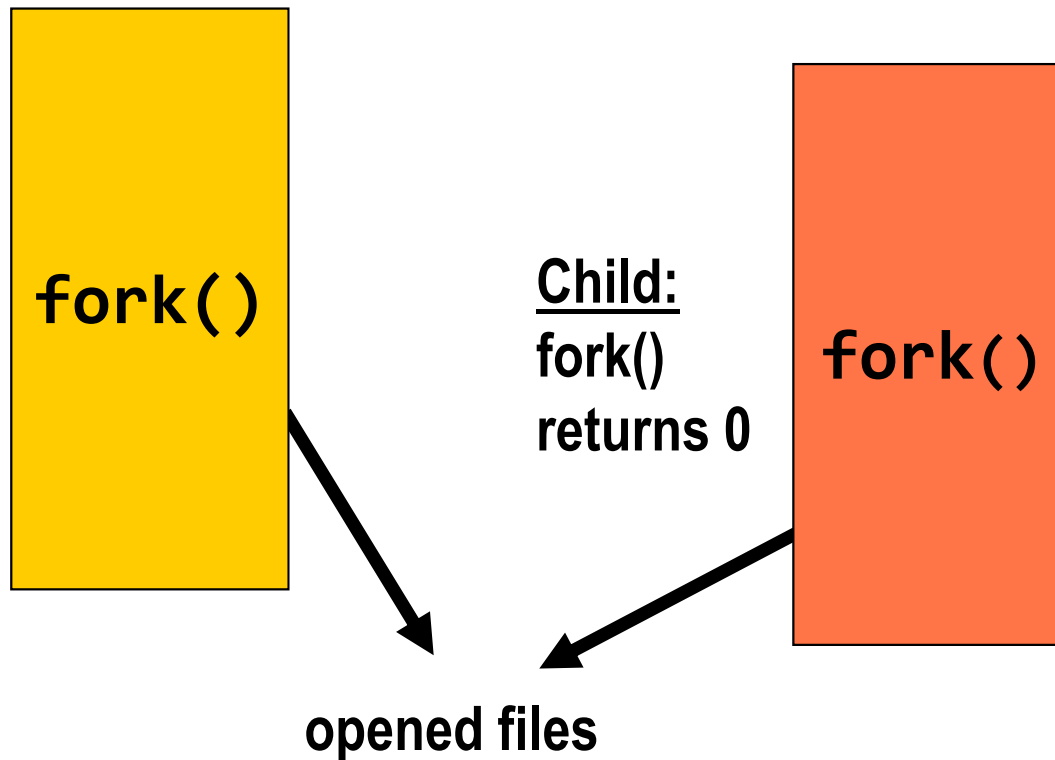 fork()
Child:
fork()
returns 0
fork()
opened files